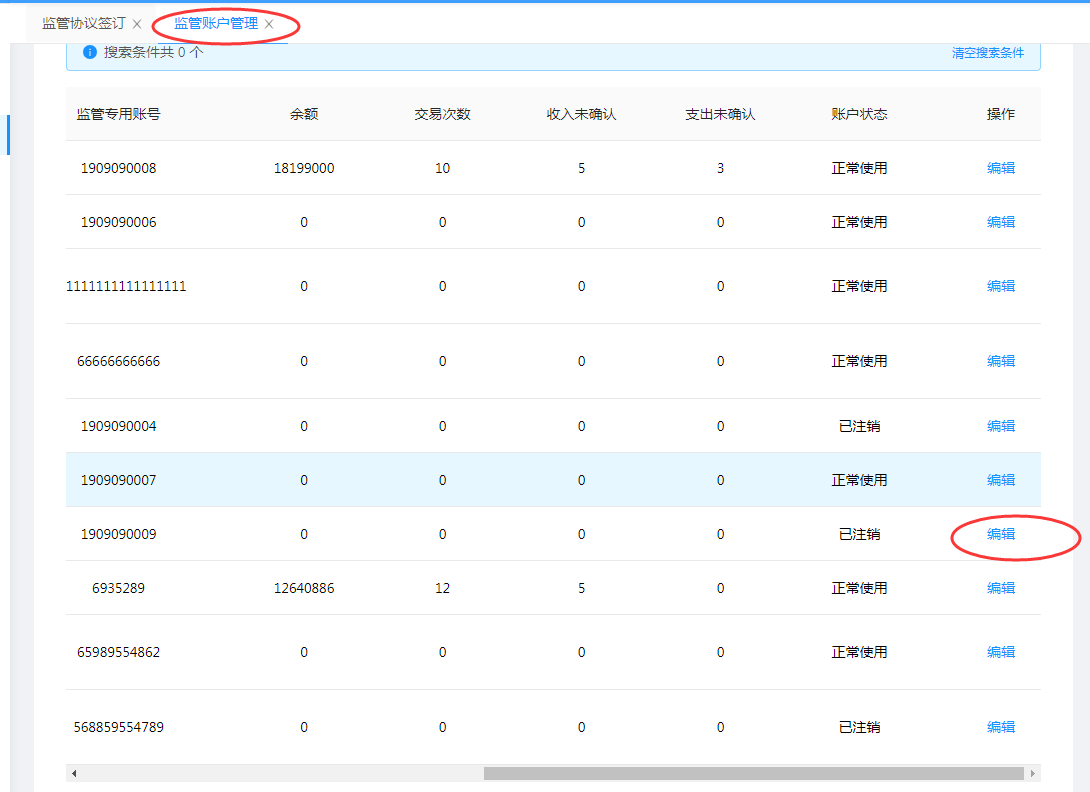 监管协议签订 × 监管账户管理 ×
搜索条件共 0 个 清空搜索条件
监管专用账号 余额 交易次数 收入未确认 支出未确认 账户状态 操作
1909090008 18199000 10 5 3 正常使用 编辑
1909090006 0 0 0 0 正常使用 编辑
1111111111111111 0 0 0 0 正常使用 编辑
66666666666 0 0 0 0 正常使用 编辑
1909090004 0 0 0 0 已注销 编辑
1909090007 0 0 0 0 正常使用 编辑
1909090009 0 0 0 0 已注销 编辑
6935289 12640886 12 5 0 正常使用 编辑
65989554862 0 0 0 0 正常使用 编辑
568859554789 0 0 0 0 已注销 编辑